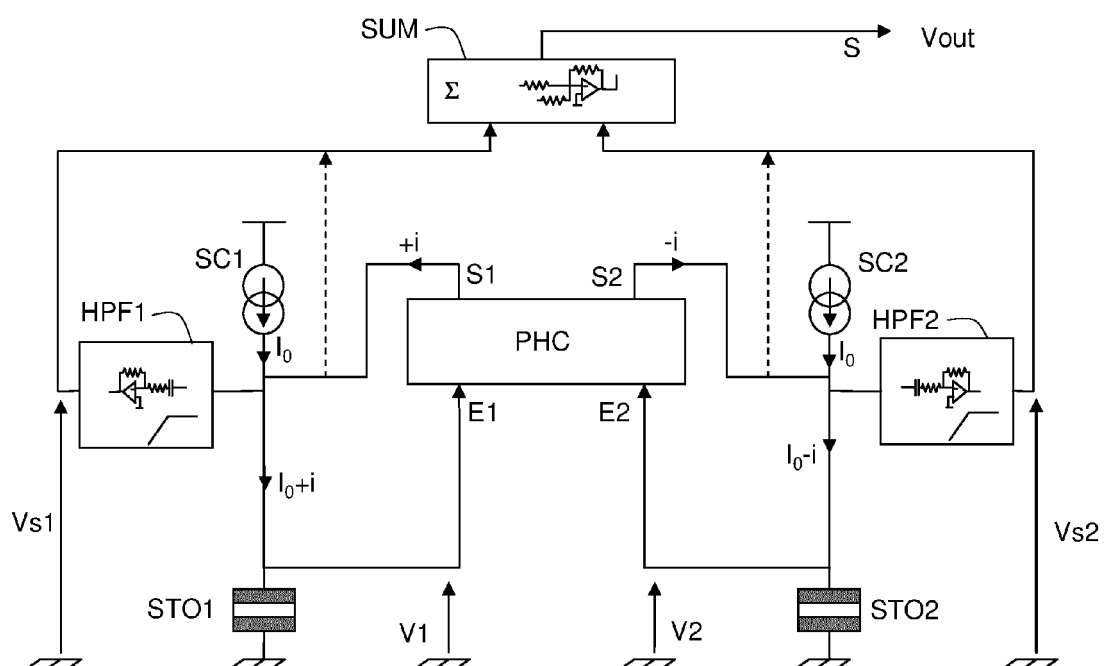 SUM
S
Vout
Σ
+i
-i
SC1
S1
S2
SC2
HPF1
PHC
HPF2
I₀
I₀
E1
E2
I₀+i
I₀-i
Vs1
Vs2
STO1
V1
V2
STO2